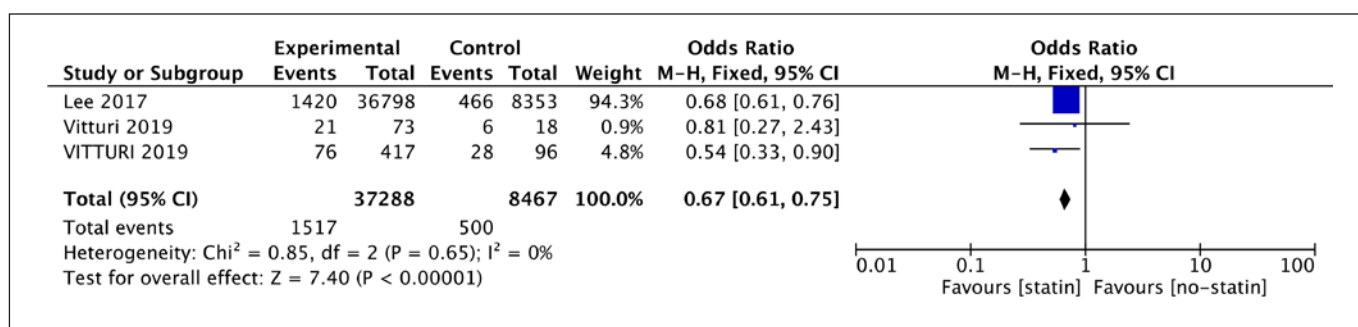 Experimental Control Odds Ratio Odds Ratio
Study or Subgroup Events Total Events Total Weight M-H, Fixed, 95% CI M-H, Fixed, 95% CI
Lee 2017 1420 36798 466 8353 94.3% 0.68 [0.61, 0.76]
Vitturi 2019 21 73 6 18 0.9% 0.81 [0.27, 2.43]
VITTURI 2019 76 417 28 96 4.8% 0.54 [0.33, 0.90]
Total (95% CI) 37288 8467 100.0% 0.67 [0.61, 0.75]
Total events 1517 500
Heterogeneity: Chi² = 0.85, df = 2 (P = 0.65); I² = 0%
Test for overall effect: Z = 7.40 (P < 0.00001)
0.01 0.1 1 10 100
Favours [statin] Favours [no-statin]